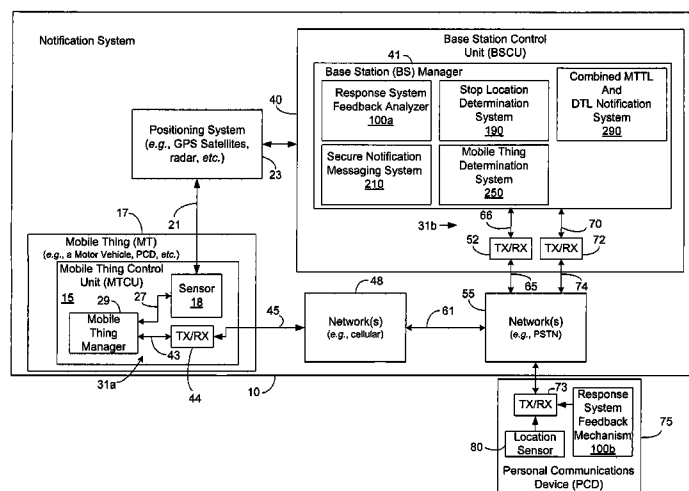 Notification System
Base Station Control
Unit (BSCU)
41
Base Station (BS) Manager
40
Response System
Feedback Analyzer
100a
Stop Location
Determination
System
190
Combined MTTL
And
DTL Notification
System
290
Secure Notification
Messaging System
210
Mobile Thing
Determination
System
250
Positioning System
(e.g., GPS Satellites,
radar, etc.)
23
17
21
66
31b
70
52
TX/RX
TX/RX
72
65
74
Mobile Thing (MT)
(e.g., a Motor Vehicle, PCD, etc.)
Mobile Thing Control
Unit (MTCU)
15
29
27
Sensor
18
Mobile
Thing
Manager
43
TX/RX
31a
44
45
48
Network(s)
(e.g., cellular)
61
55
Network(s)
(e.g., PSTN)
10
73
TX/RX
Response
System
Feedback
Mechanism
100b
75
80
Location
Sensor
Personal Communications
Device (PCD)